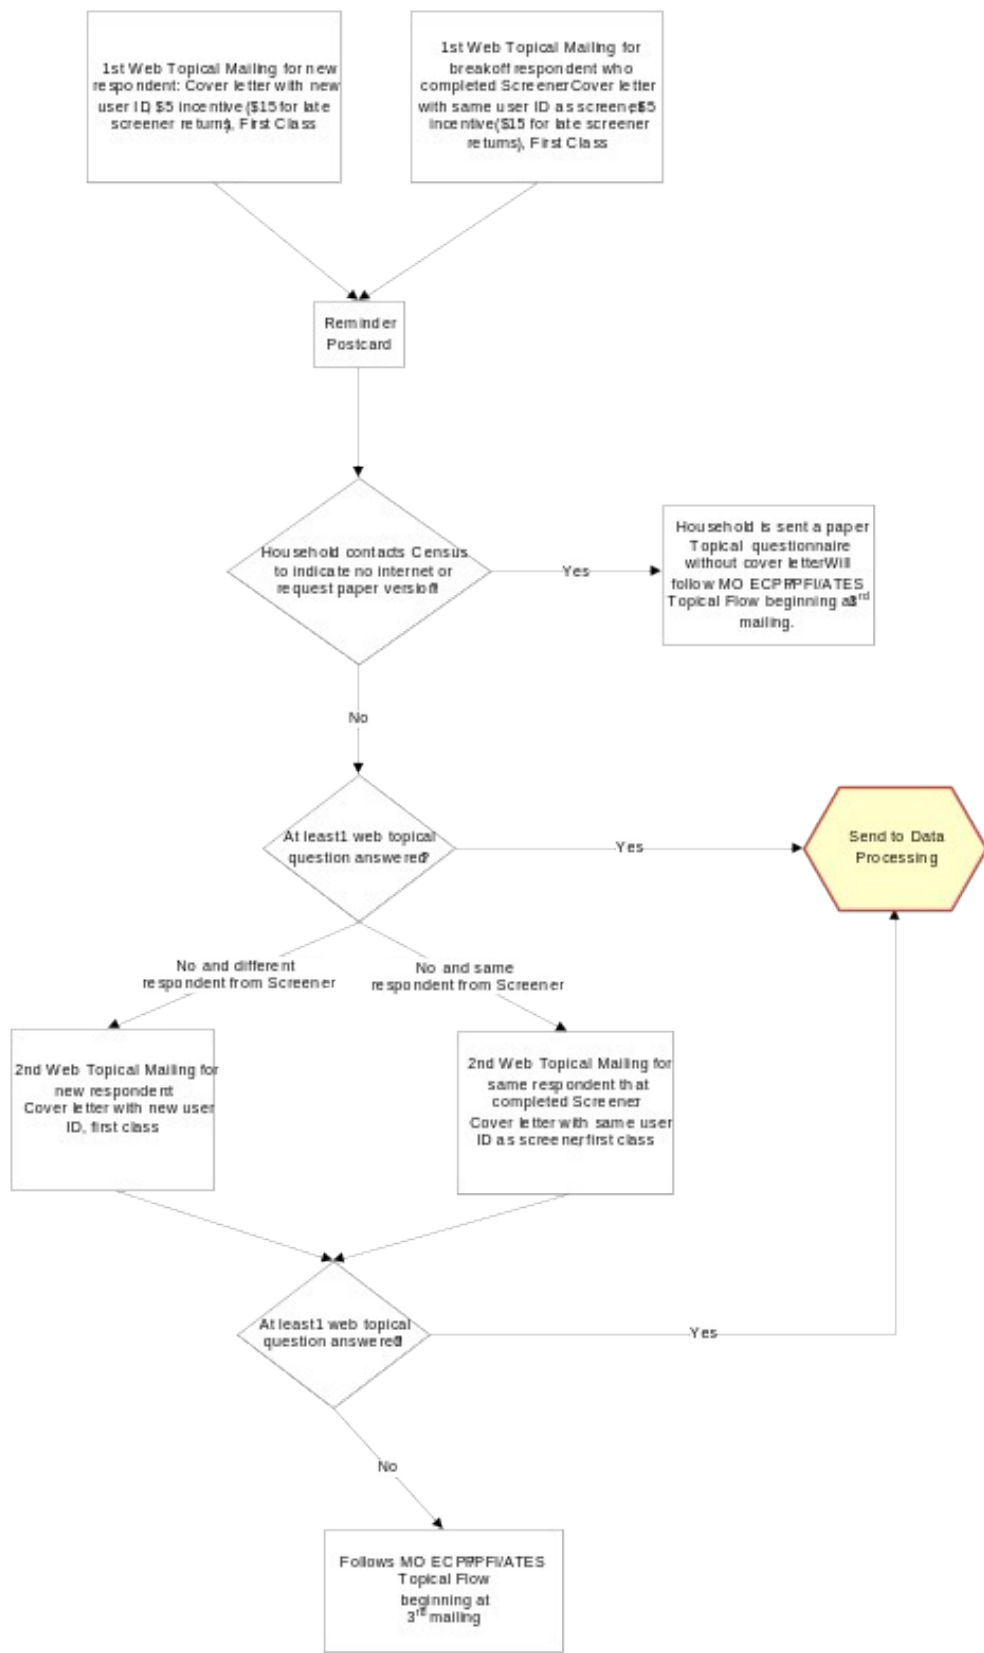 1st Web Topical Mailing for new
respondent: Cover letter with new
user ID, $5 incentive ($15 for late
screener returns), First Class
1st Web Topical Mailing for
breakoff respondent who
completed Screener Cover letter
with same user ID as screener $5
incentive ($15 for late screener
returns), First Class
Reminder
Postcard
Household contacts Census
to indicate no internet or
request paper version?
Yes
Household is sent a paper
Topical questionnaire
without cover letter Will
follow MO ECPP/PFI/ATES
Topical Flow beginning at 3rd
mailing.
No
At least 1 web topical
question answered?
Yes
Send to Data
Processing
No and different
respondent from Screener
No and same
respondent from Screener
2nd Web Topical Mailing for
new respondent
Cover letter with new user
ID, first class
2nd Web Topical Mailing for
same respondent that
completed Screener
Cover letter with same user
ID as screener, first class
At least 1 web topical
question answered?
Yes
No
Follows MO ECPP/PFI/ATES
Topical Flow
beginning at
3rd mailing